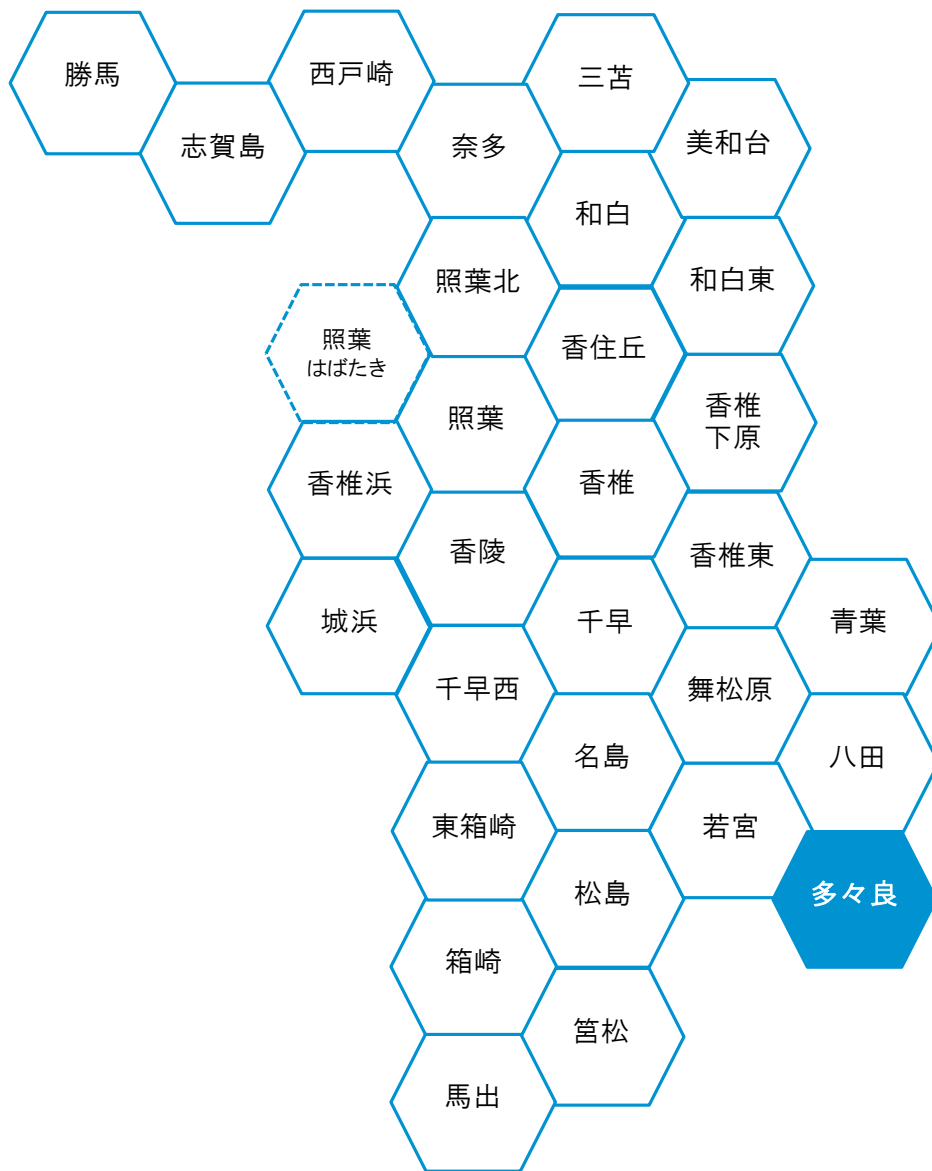 勝馬
西戸崎
三苫
志賀島
奈多
美和台
和白
照葉北
和白東
照葉
はばたき
香住丘
照葉
香椎
下原
香椎浜
香椎
香陵
香椎東
城浜
千早
青葉
千早西
舞松原
名島
八田
東箱崎
若宮
松島
多々良
箱崎
筥松
馬出